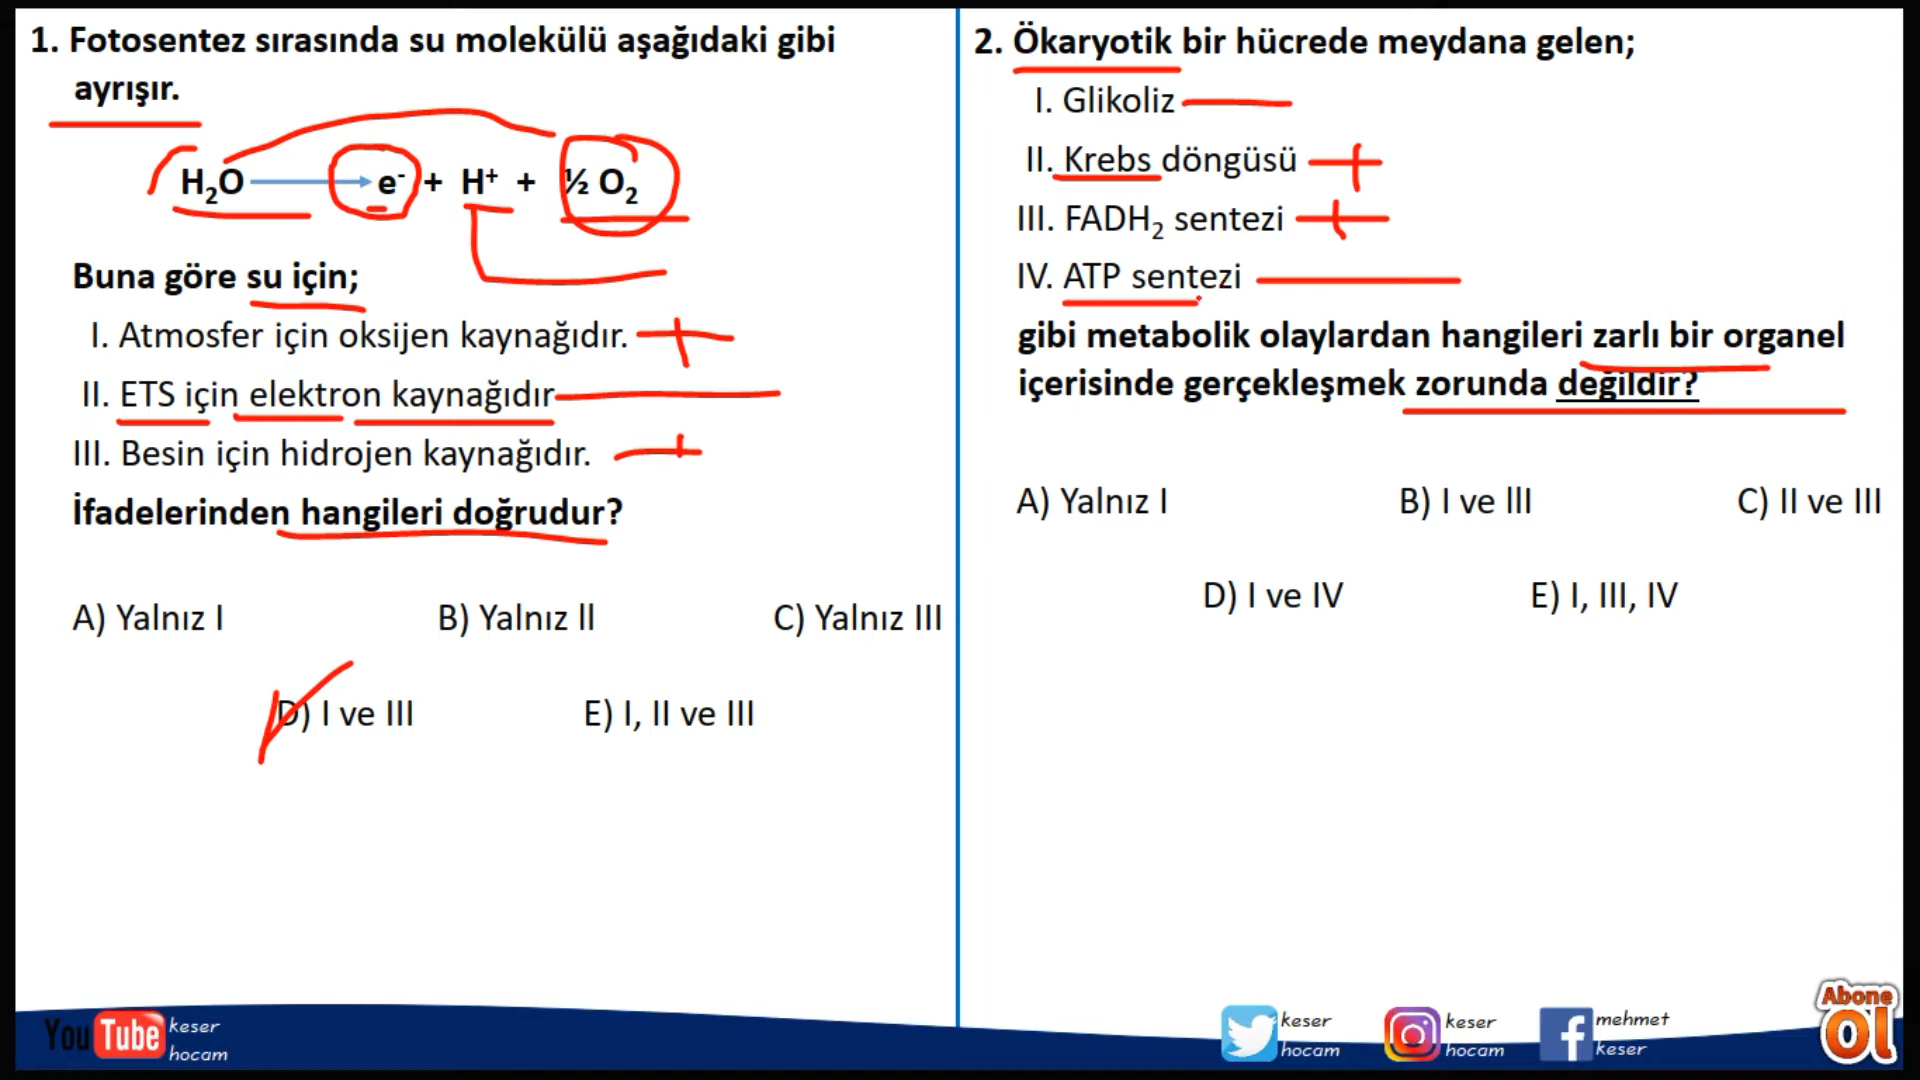 1. Fotosentez sırasında su molekülü aşağıdaki gibi
ayrışır.
H₂O → e⁻ + H⁺ + ½ O₂
Buna göre su için;
I. Atmosfer için oksijen kaynağıdır.
II. ETS için elektron kaynağıdır
III. Besin için hidrojen kaynağıdır.
İfadelerinden hangileri doğrudur?
A) Yalnız I B) Yalnız ll C) Yalnız III
D) I ve III E) I, II ve III
2. Ökaryotik bir hücrede meydana gelen;
I. Glikoliz
II. Krebs döngüsü
III. FADH₂ sentezi
IV. ATP sentezi
gibi metabolik olaylardan hangileri zarlı bir organel
içerisinde gerçekleşmek zorunda değildir?
A) Yalnız I B) I ve lll C) II ve III
D) I ve IV E) I, III, IV
YouTube keser
hocam
keser
hocam
keser
hocam
mehmet
keser
Abone
Ol